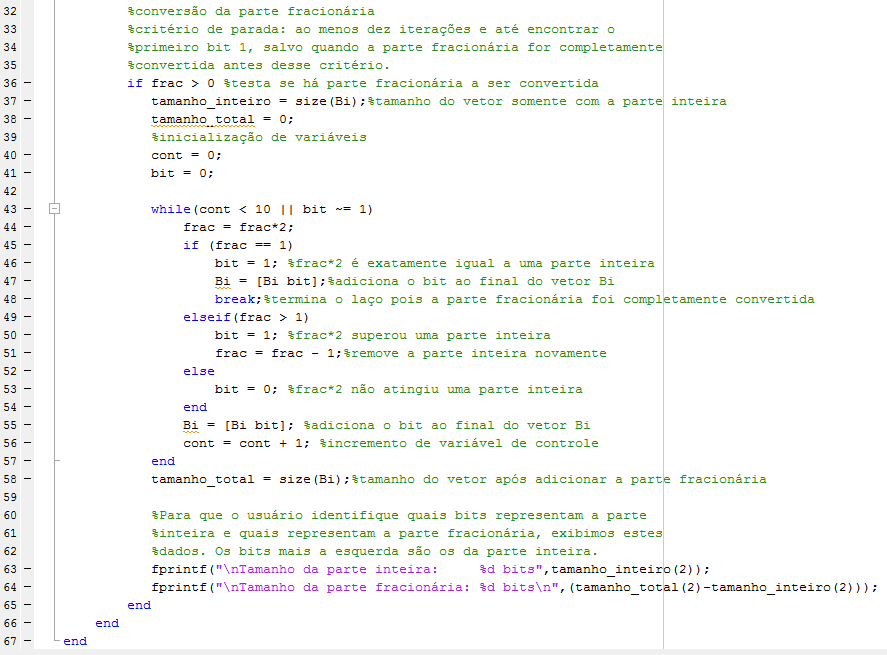 32 %conversão da parte fracionária
33 %critério de parada: ao menos dez iterações e até encontrar o
34 %primeiro bit 1, salvo quando a parte fracionária for completamente
35 %convertida antes desse critério.
36 if frac > 0 %testa se há parte fracionária a ser convertida
37 tamanho_inteiro = size(Bi);%tamanho do vetor somente com a parte inteira
38 tamanho_total = 0;
39 %inicialização de variáveis
40 cont = 0;
41 bit = 0;
42
43 while(cont < 10 || bit ~= 1)
44 frac = frac*2;
45 if (frac == 1)
46 bit = 1; %frac*2 é exatamente igual a uma parte inteira
47 Bi = [Bi bit];%adiciona o bit ao final do vetor Bi
48 break;%termina o laço pois a parte fracionária foi completamente convertida
49 elseif(frac > 1)
50 bit = 1; %frac*2 superou uma parte inteira
51 frac = frac - 1;%remove a parte inteira novamente
52 else
53 bit = 0; %frac*2 não atingiu uma parte inteira
54 end
55 Bi = [Bi bit]; %adiciona o bit ao final do vetor Bi
56 cont = cont + 1; %incremento de variável de controle
57 end
58 tamanho_total = size(Bi);%tamanho do vetor após adicionar a parte fracionária
59
60 %Para que o usuário identifique quais bits representam a parte
61 %inteira e quais representam a parte fracionária, exibimos estes
62 %dados. Os bits mais a esquerda são os da parte inteira.
63 fprintf("\nTamanho da parte inteira:     %d bits",tamanho_inteiro(2));
64 fprintf("\nTamanho da parte fracionária: %d bits\n",(tamanho_total(2)-tamanho_inteiro(2)));
65 end
66 end
67 end